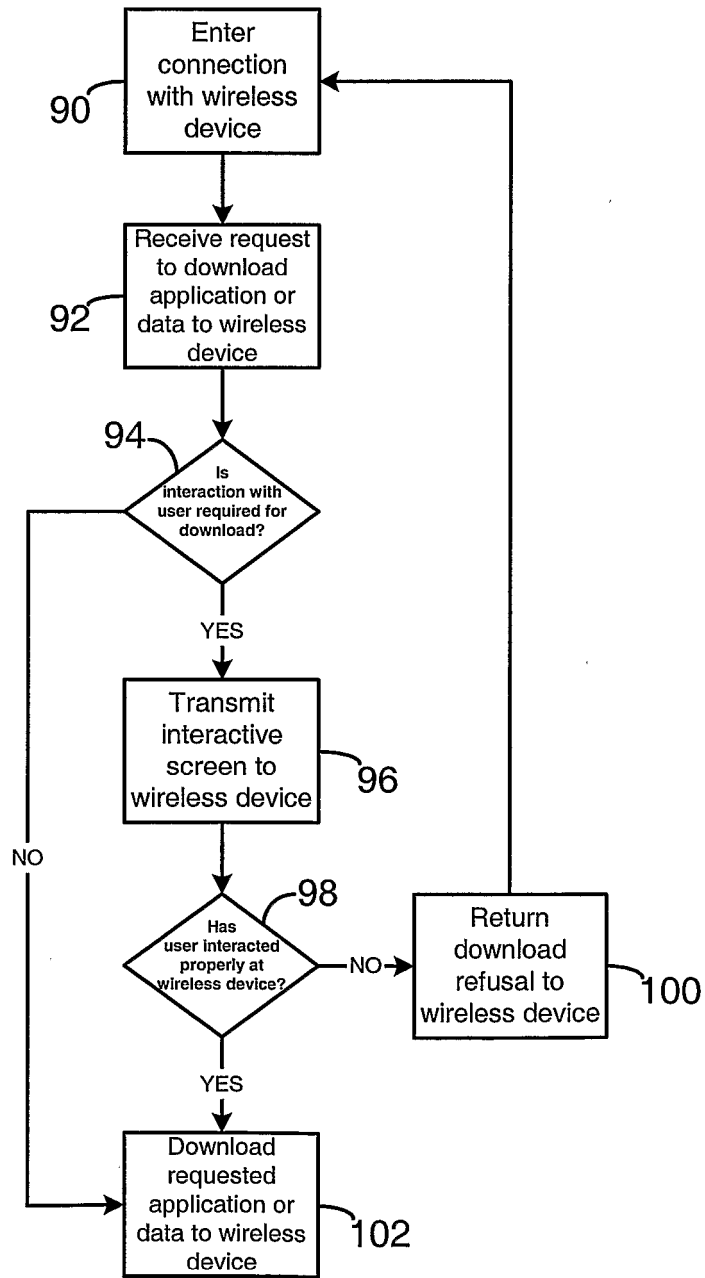 Enter
connection
with wireless
device
90
Receive request
to download
application or
data to wireless
device
92
94
Is
interaction with
user required for
download?
YES
Transmit
interactive
screen to
wireless device
96
NO
98
Has
user interacted
properly at
wireless device?
NO
Return
download
refusal to
wireless device
100
YES
Download
requested
application or
data to wireless
device
102